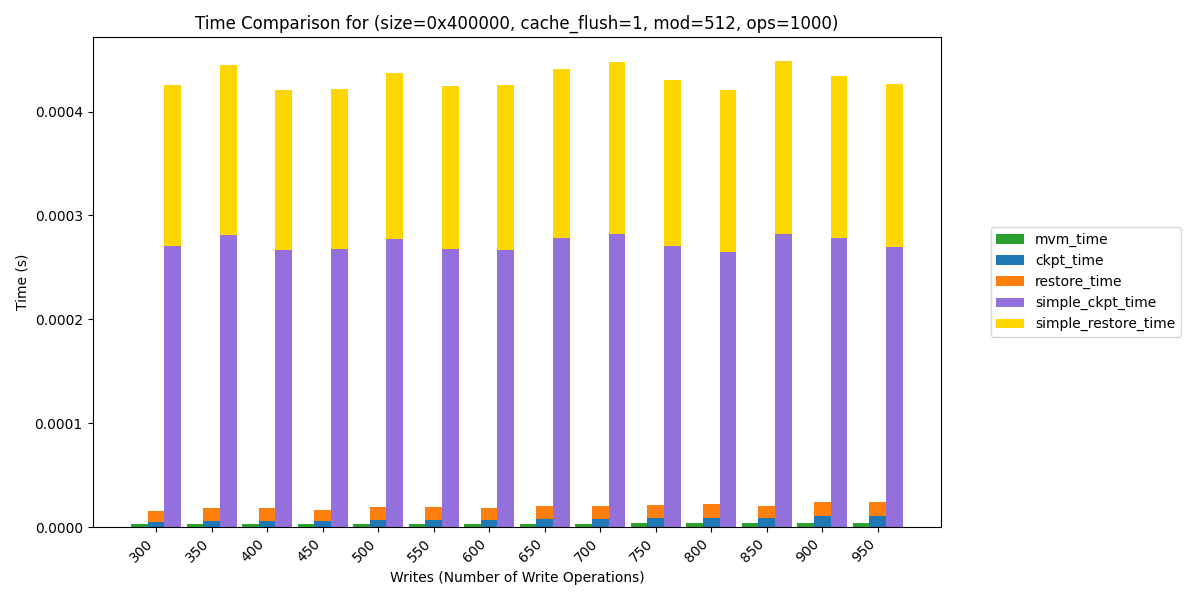 Time Comparison for (size=0x400000, cache_flush=1, mod=512, ops=1000)
Time (s)
0.0004
0.0003
0.0002
0.0001
0.0000
300 350 400 450 500 550 600 650 700 750 800 850 900 950
Writes (Number of Write Operations)
mvm_time
ckpt_time
restore_time
simple_ckpt_time
simple_restore_time